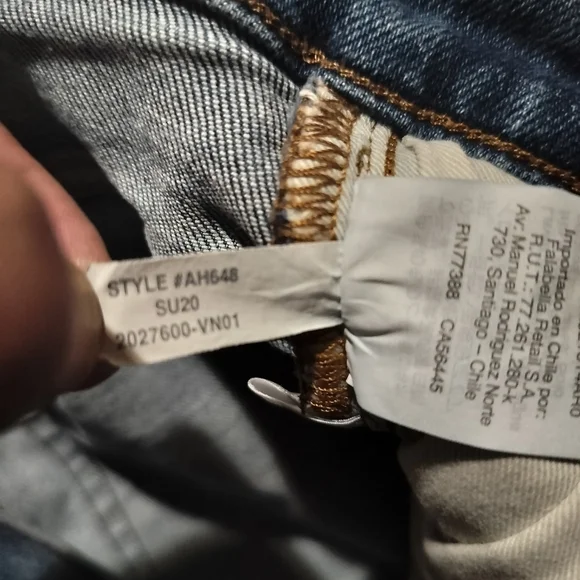 STYLE #AH648
SU20
2027600-VN01
Importado en Chile por:
Falabella Retail S.A.
R.U.T.: 77.261.280-k
Av. Manuel Rodríguez Norte
730, Santiago - Chile
RN77388 CA56445